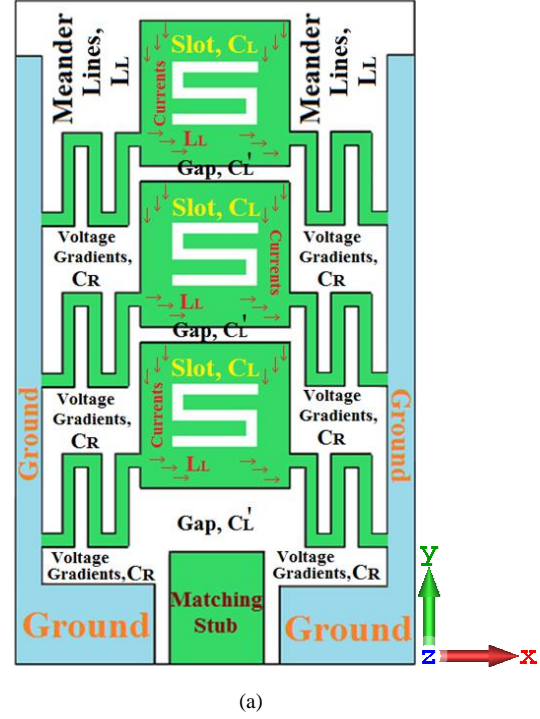 Meander
Lines,
LL
Slot, CL
Currents
LL
Meander
Lines,
LL
Gap, CL'
Voltage
Gradients,
CR
Slot, CL
Currents
LL
Voltage
Gradients,
CR
Gap, CL'
Ground
Voltage
Gradients,
CR
Slot, CL
Currents
LL
Voltage
Gradients,
CR
Ground
Gap, CL'
Voltage
Gradients, CR
Voltage
Gradients, CR
Ground
Matching
Stub
Ground
y
z
x
(a)